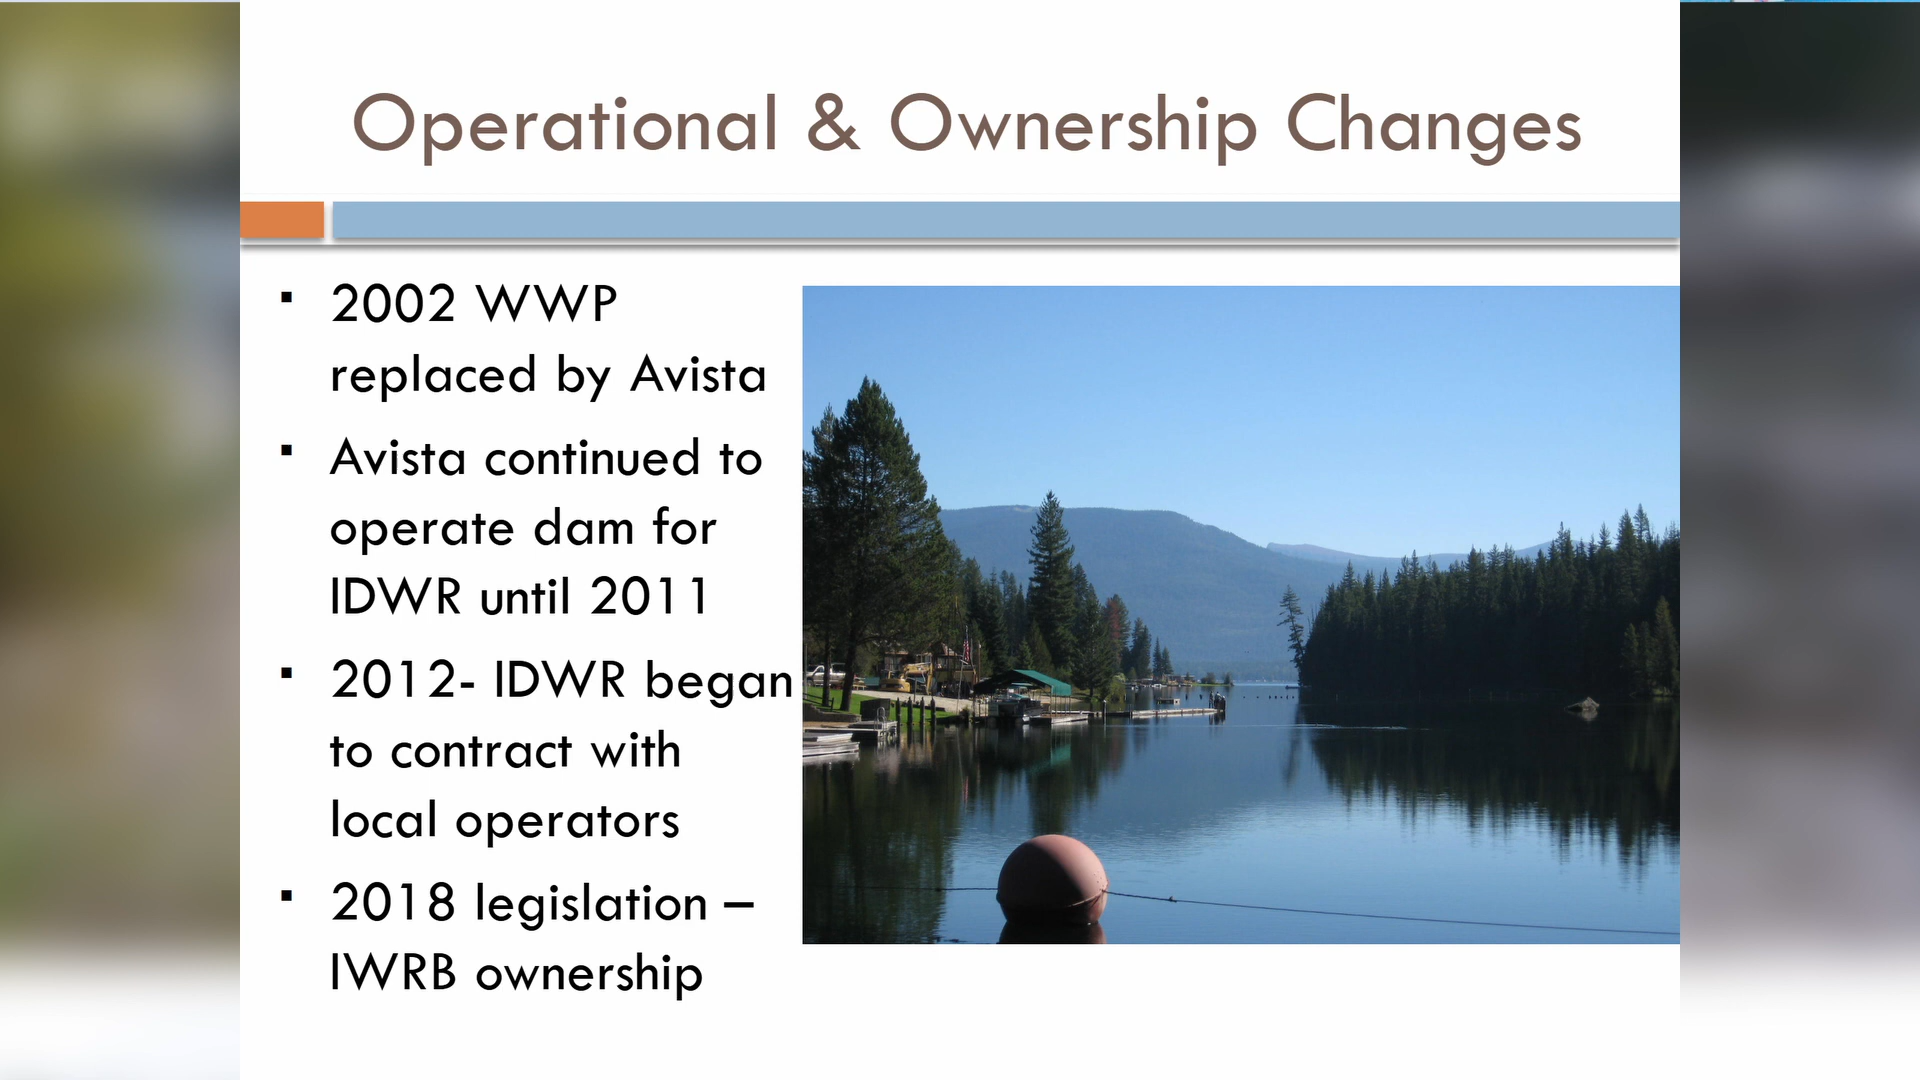 Operational & Ownership Changes
▪ 2002 WWP
replaced by Avista
▪ Avista continued to
operate dam for
IDWR until 2011
▪ 2012- IDWR began
to contract with
local operators
▪ 2018 legislation –
IWRB ownership